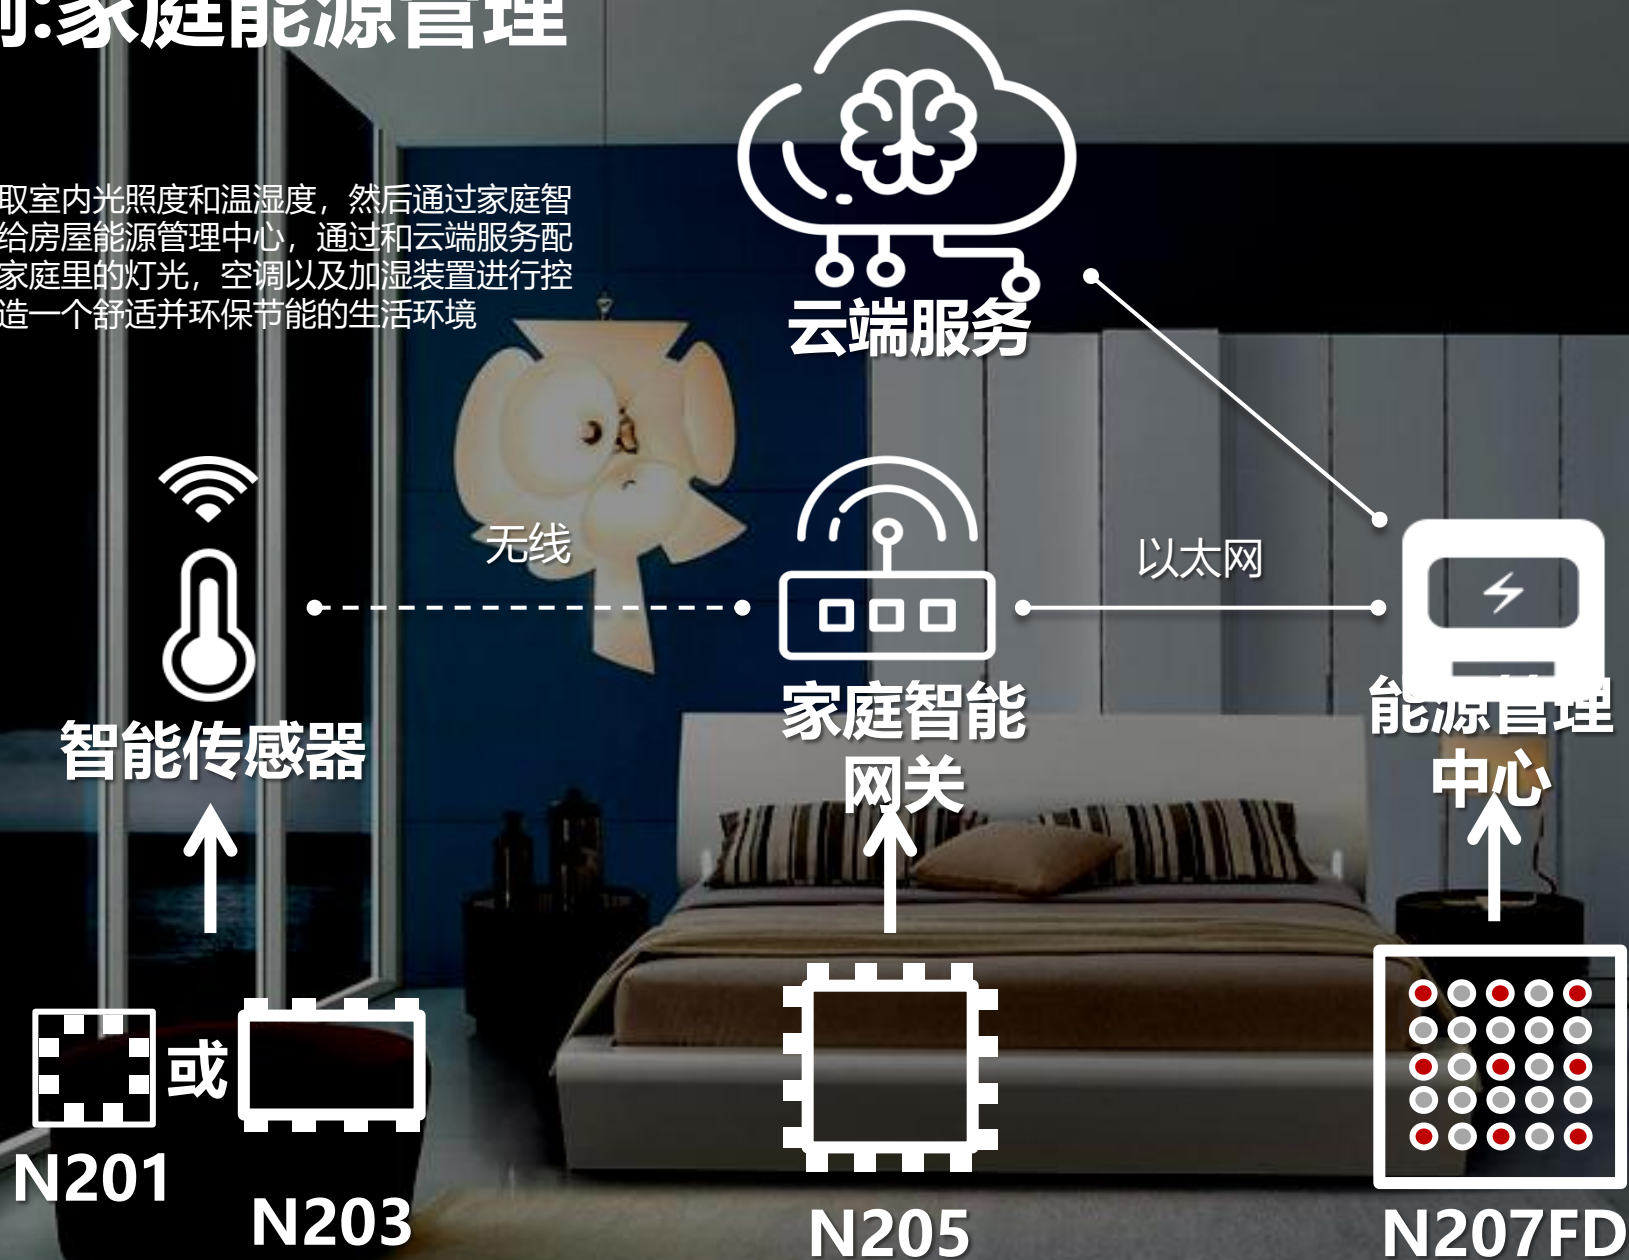 :家庭能源管理
取室内光照度和温湿度，然后通过家庭智
给房屋能源管理中心，通过和云端服务配
家庭里的灯光，空调以及加湿装置进行控
造一个舒适并环保节能的生活环境
云端服务
无线
以太网
智能传感器
家庭智能
网关
能源管理
中心
或
N201
N203
N205
N207FD